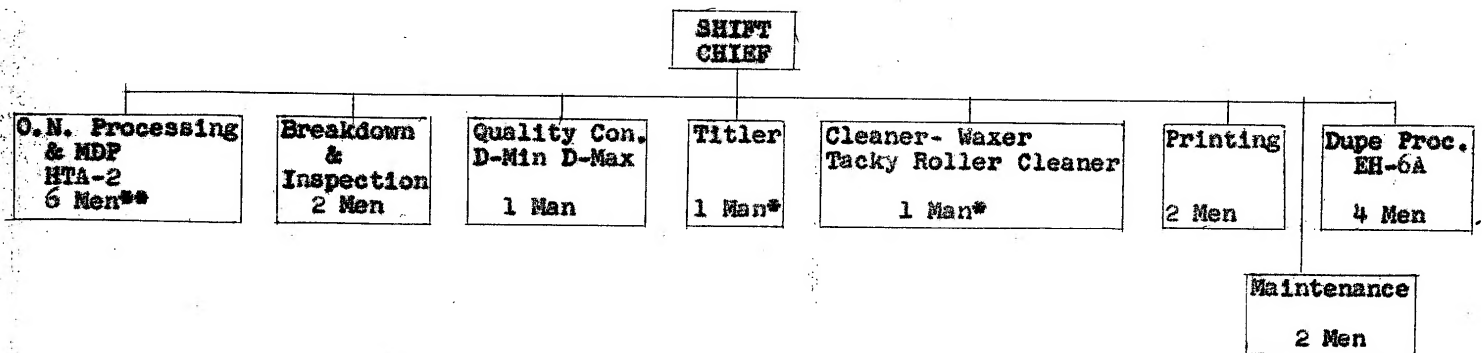 SHIFT
CHIEF
O.N. Processing
& MDP
HTA-2
6 Men**
Breakdown
&
Inspection
2 Men
Quality Con.
D-Min D-Max
1 Man
Titler
1 Man*
Cleaner- Waxer
Tacky Roller Cleaner
1 Man*
Printing
2 Men
Dupe Proc.
EH-6A
4 Men
Maintenance
2 Men